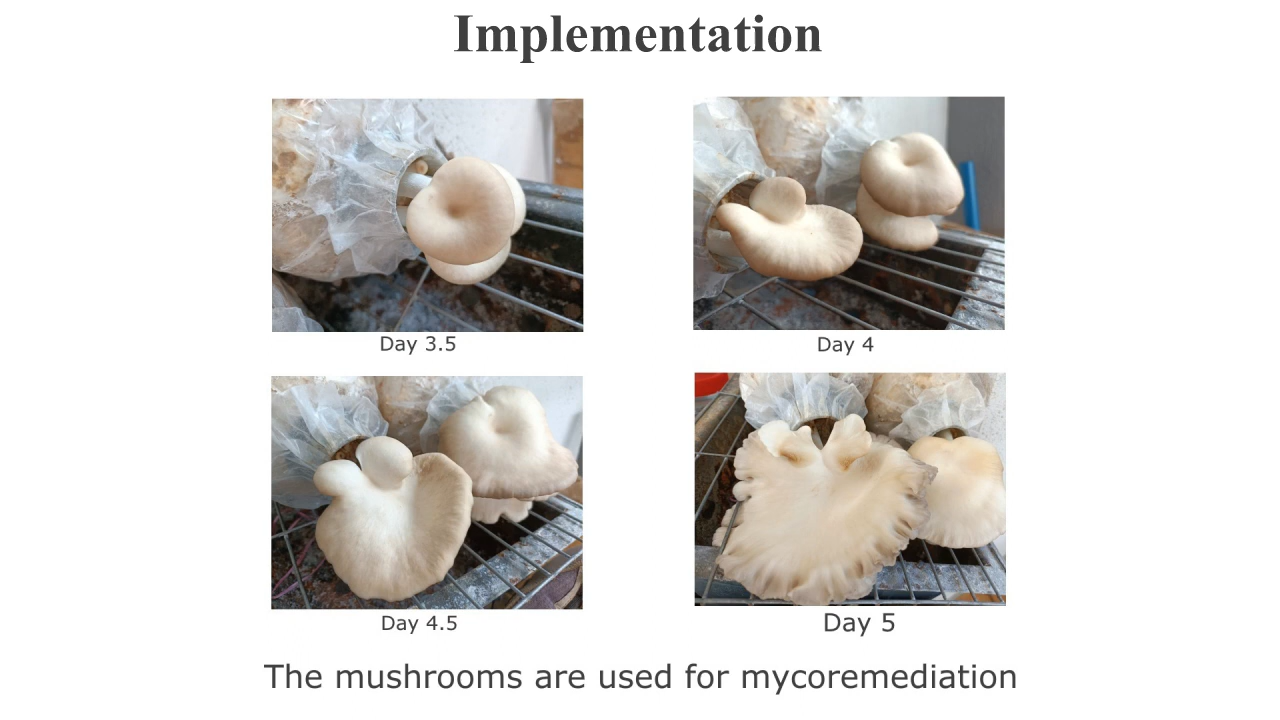 Implementation
Day 3.5
Day 4
Day 4.5
Day 5
The mushrooms are used for mycoremediation